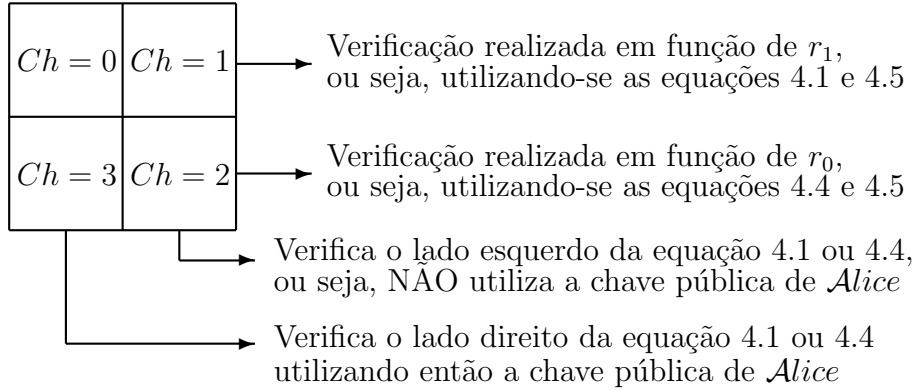 Ch = 0 Ch = 1
Verificação realizada em função de r₁,
ou seja, utilizando-se as equações 4.1 e 4.5
Ch = 3 Ch = 2
Verificação realizada em função de r₀,
ou seja, utilizando-se as equações 4.4 e 4.5
Verifica o lado esquerdo da equação 4.1 ou 4.4,
ou seja, NÃO utiliza a chave pública de Alice
Verifica o lado direito da equação 4.1 ou 4.4
utilizando então a chave pública de Alice